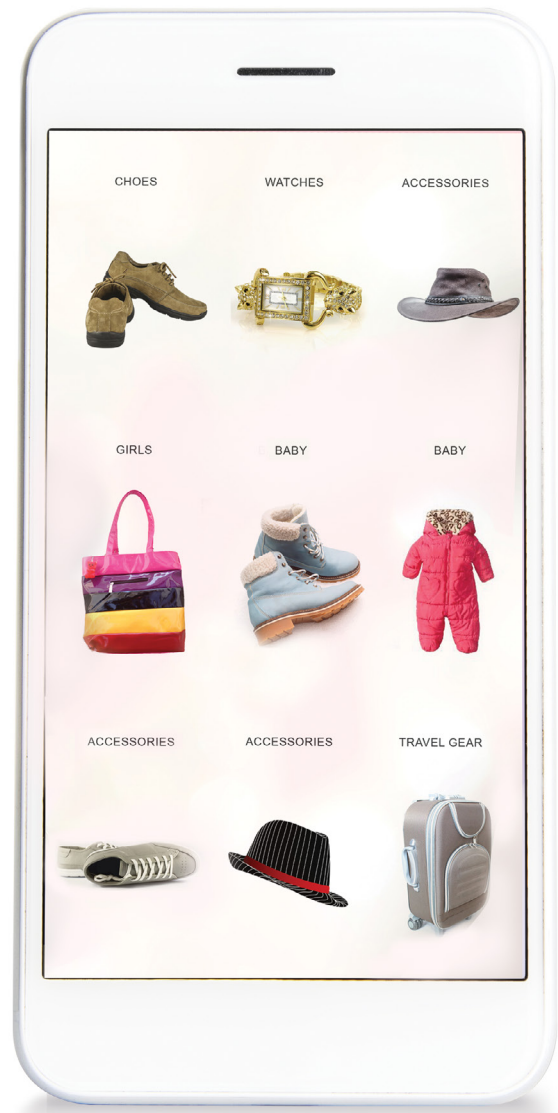 CHOES
WATCHES
ACCESSORIES
GIRLS
BABY
BABY
ACCESSORIES
ACCESSORIES
TRAVEL GEAR